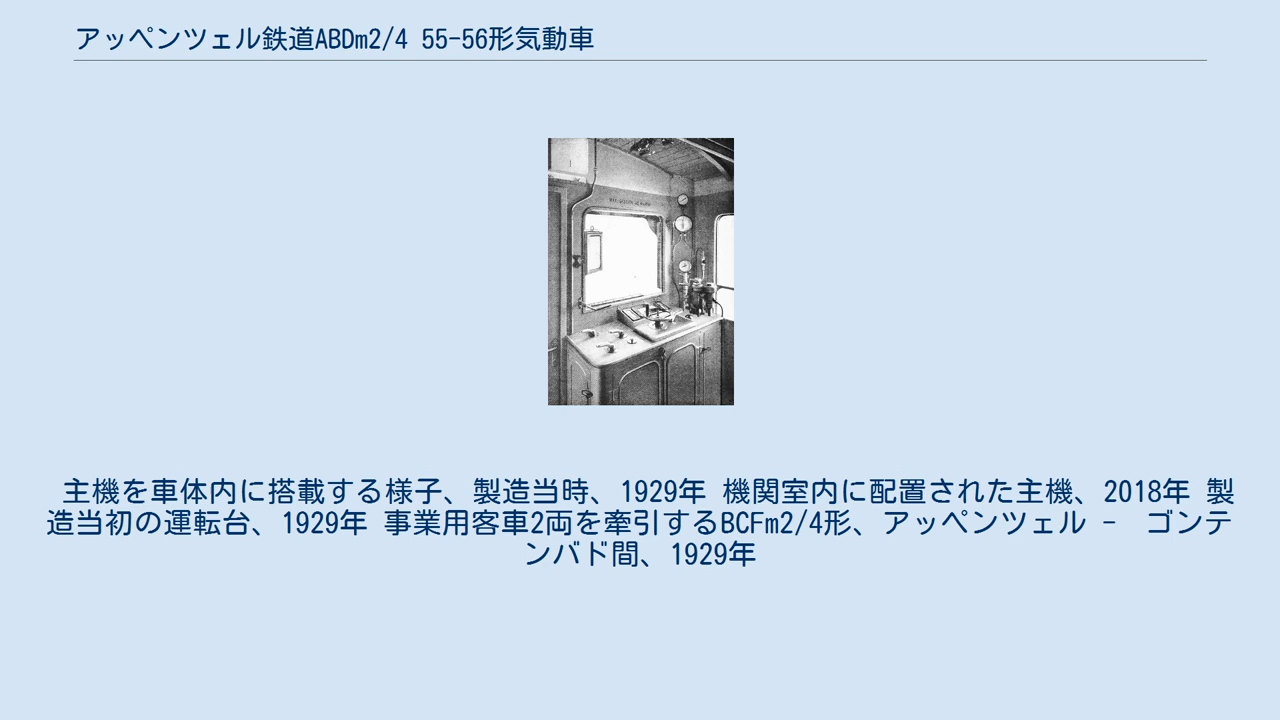 アッペンツェル鉄道ABDm2/4 55-56形気動車
主機を車体内に搭載する様子、製造当時、1929年 機関室内に配置された主機、2018年 製
造当初の運転台、1929年 事業用客車2両を牽引するBCFm2/4形、アッペンツェル - ゴンテ
ンバド間、1929年